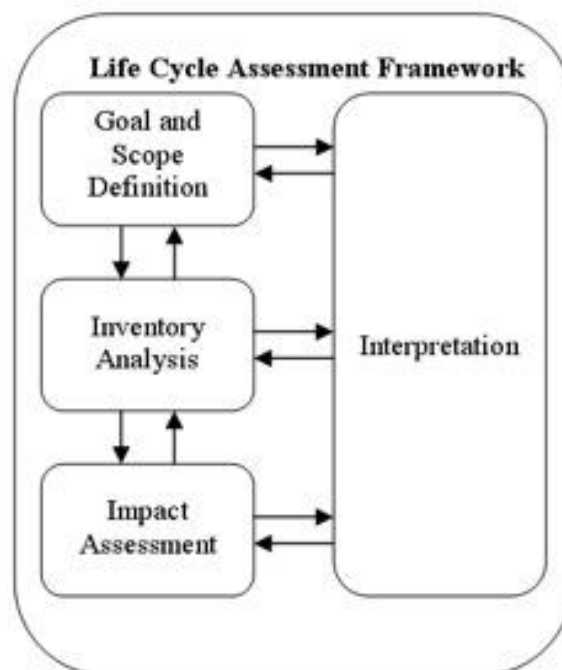 Life Cycle Assessment Framework
Goal and
Scope
Definition
Inventory
Analysis
Interpretation
Impact
Assessment